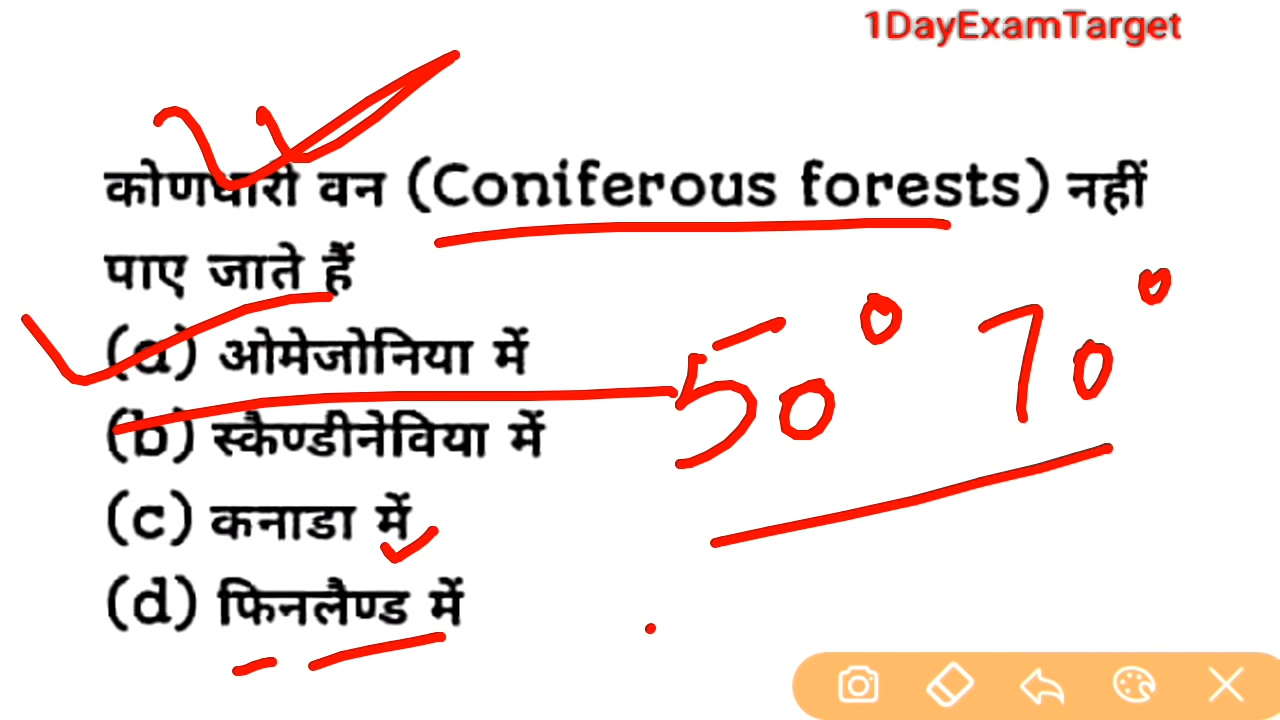 1DayExamTarget
कोणधारी वन (Coniferous forests) नहीं
पाए जाते हैं
(a) ओमेजोनिया में
(b) स्कैण्डीनेविया में
50° 70°
(c) कनाडा में
(d) फिनलैण्ड में